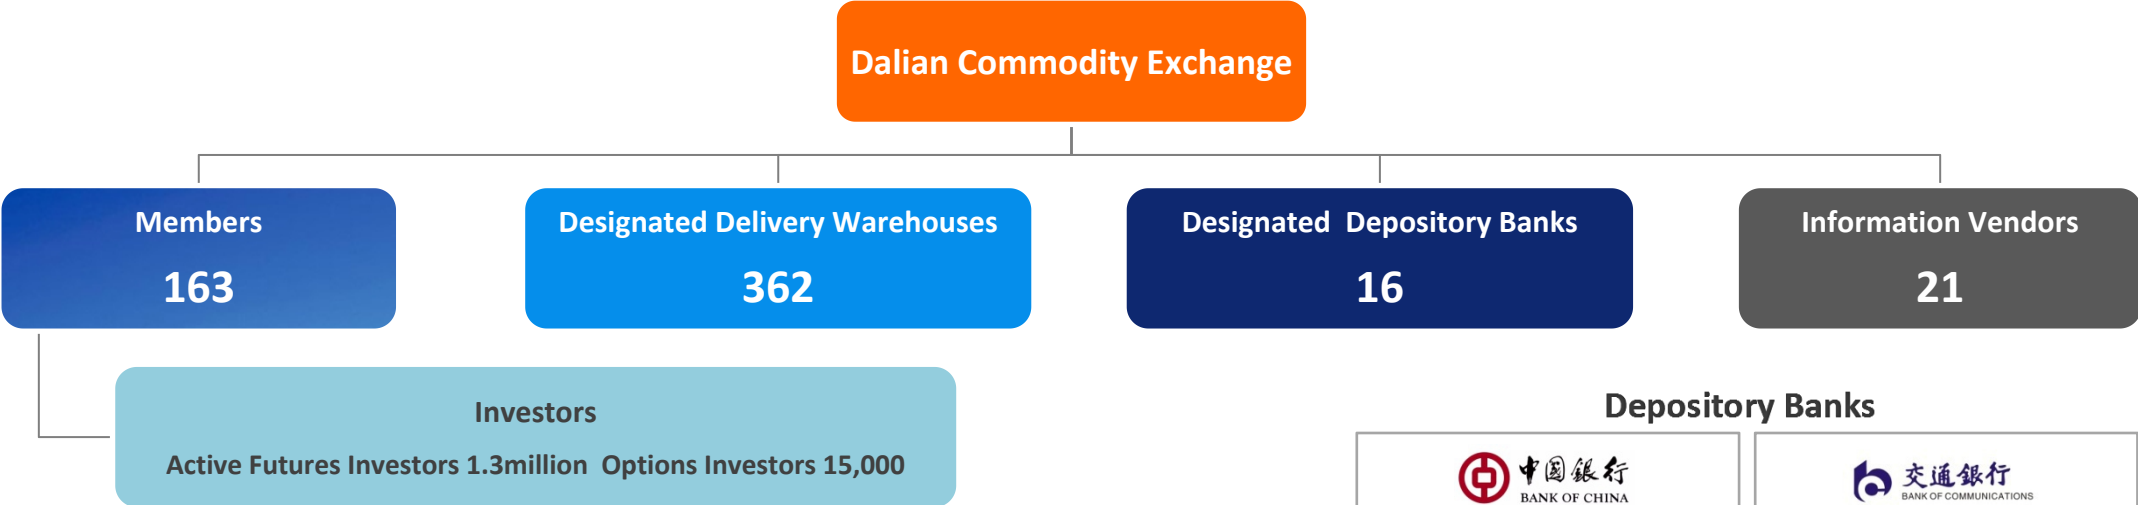 Dalian Commodity Exchange
Members
163
Designated Delivery Warehouses
362
Designated Depository Banks
16
Information Vendors
21
Investors
Active Futures Investors 1.3million Options Investors 15,000
Depository Banks
中国銀行
BANK OF CHINA
交通銀行
BANK OF COMMUNICATIONS